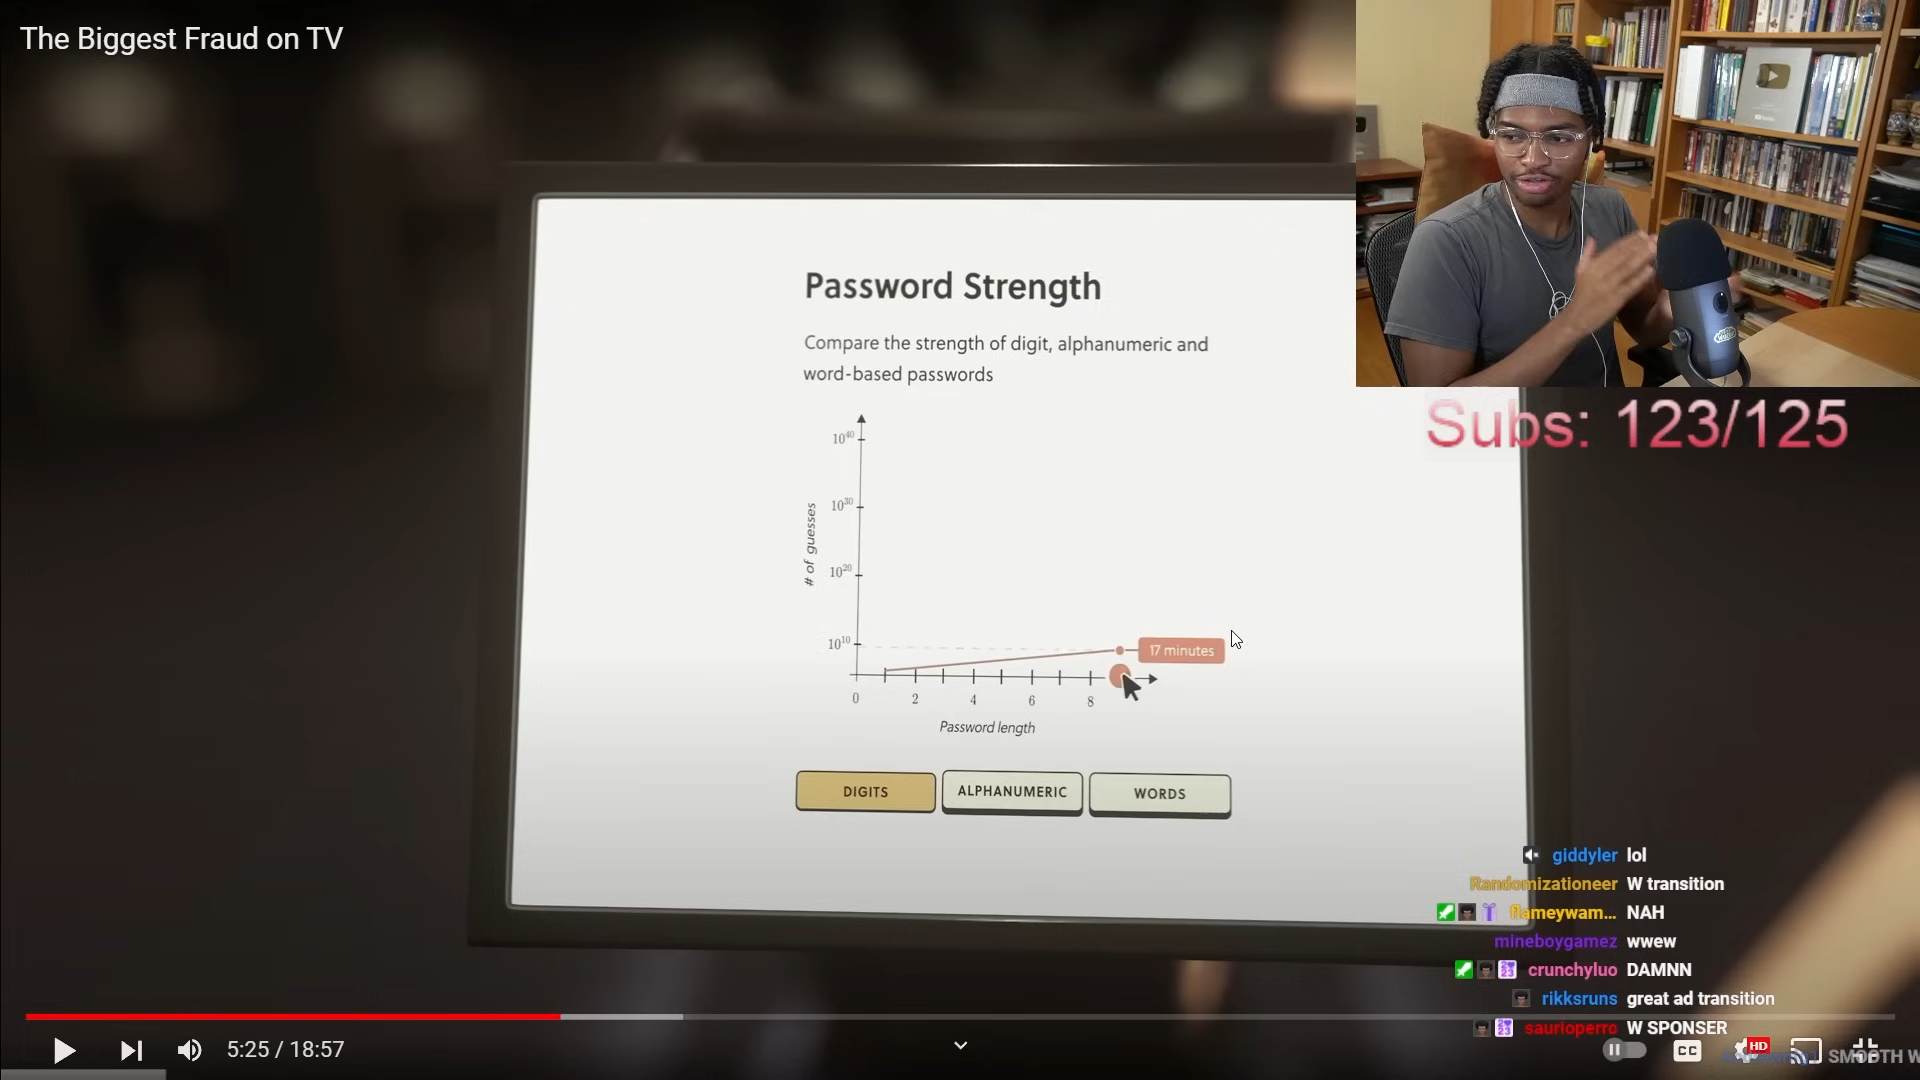 The Biggest Fraud on TV
Password Strength
Compare the strength of digit, alphanumeric and
word-based passwords
# of guesses
10⁴⁰
10³⁰
10²⁰
10¹⁰
17 minutes
0 2 4 6 8
Password length
DIGITS ALPHANUMERIC WORDS
Subs: 123/125
giddyler lol
Randomizationeer W transition
flameywam... NAH
mineboygamez wwew
crunchyluo DAMNN
rikksruns great ad transition
saurioperro W SPONSER
SMOOTH W
5:25 / 18:57
CC
HD